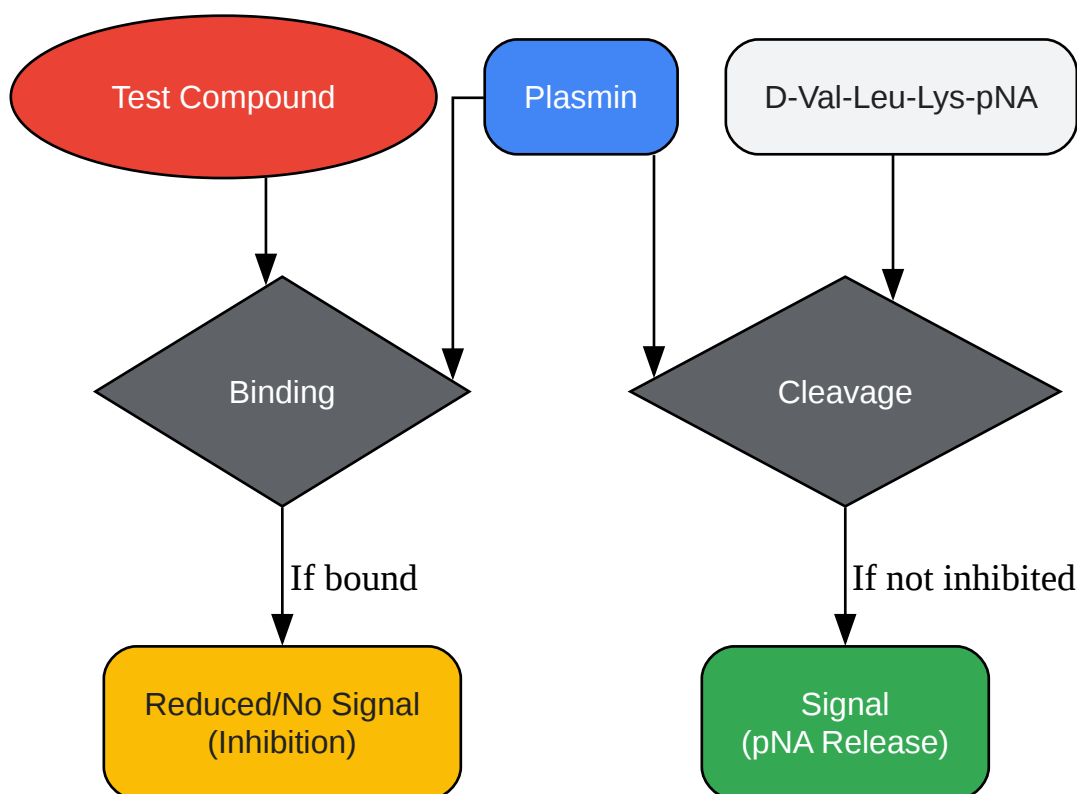 Test Compound
Plasmin
D-Val-Leu-Lys-pNA
Binding
Cleavage
If bound
If not inhibited
Reduced/No Signal
(Inhibition)
Signal
(pNA Release)